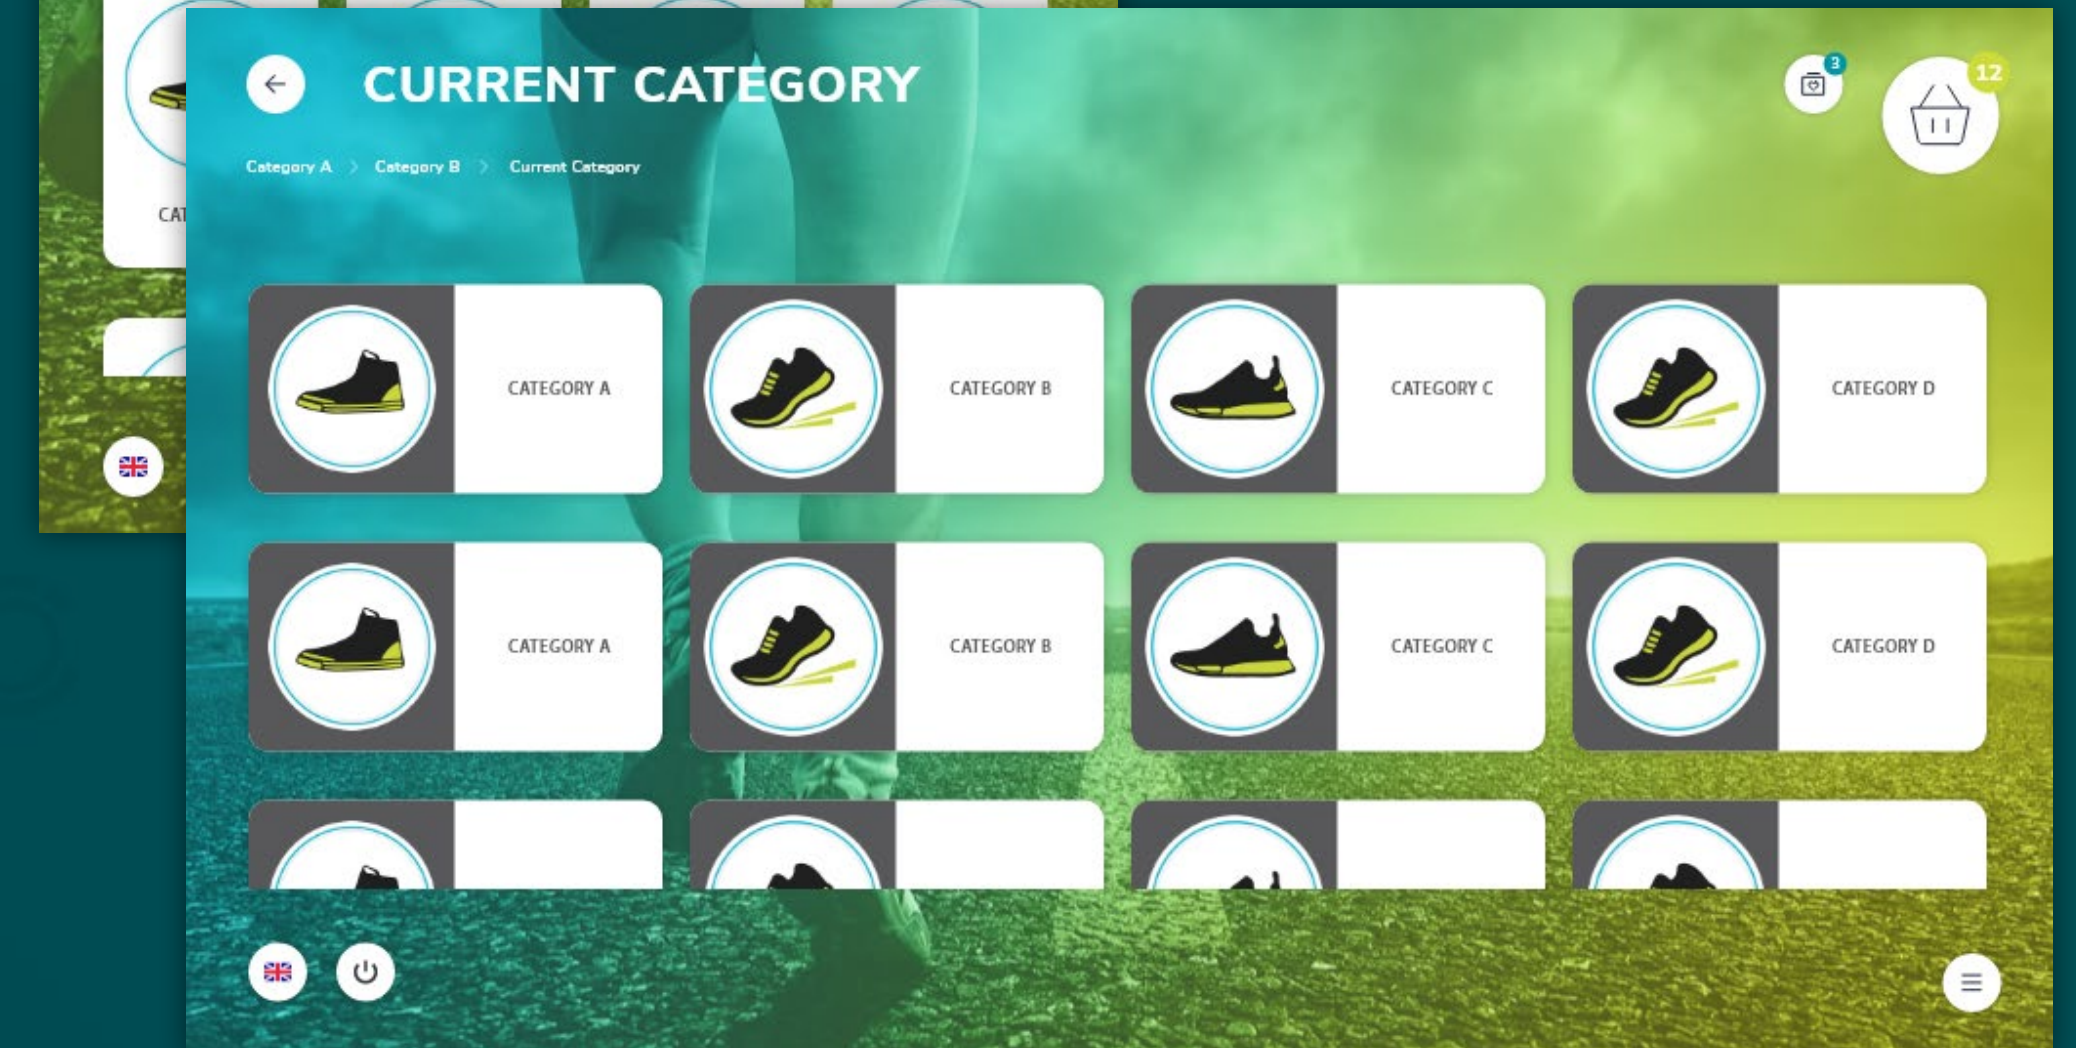 CURRENT CATEGORY
3
12
Category A > Category B > Current Category
CATEGORY A
CATEGORY B
CATEGORY C
CATEGORY D
CATEGORY A
CATEGORY B
CATEGORY C
CATEGORY D